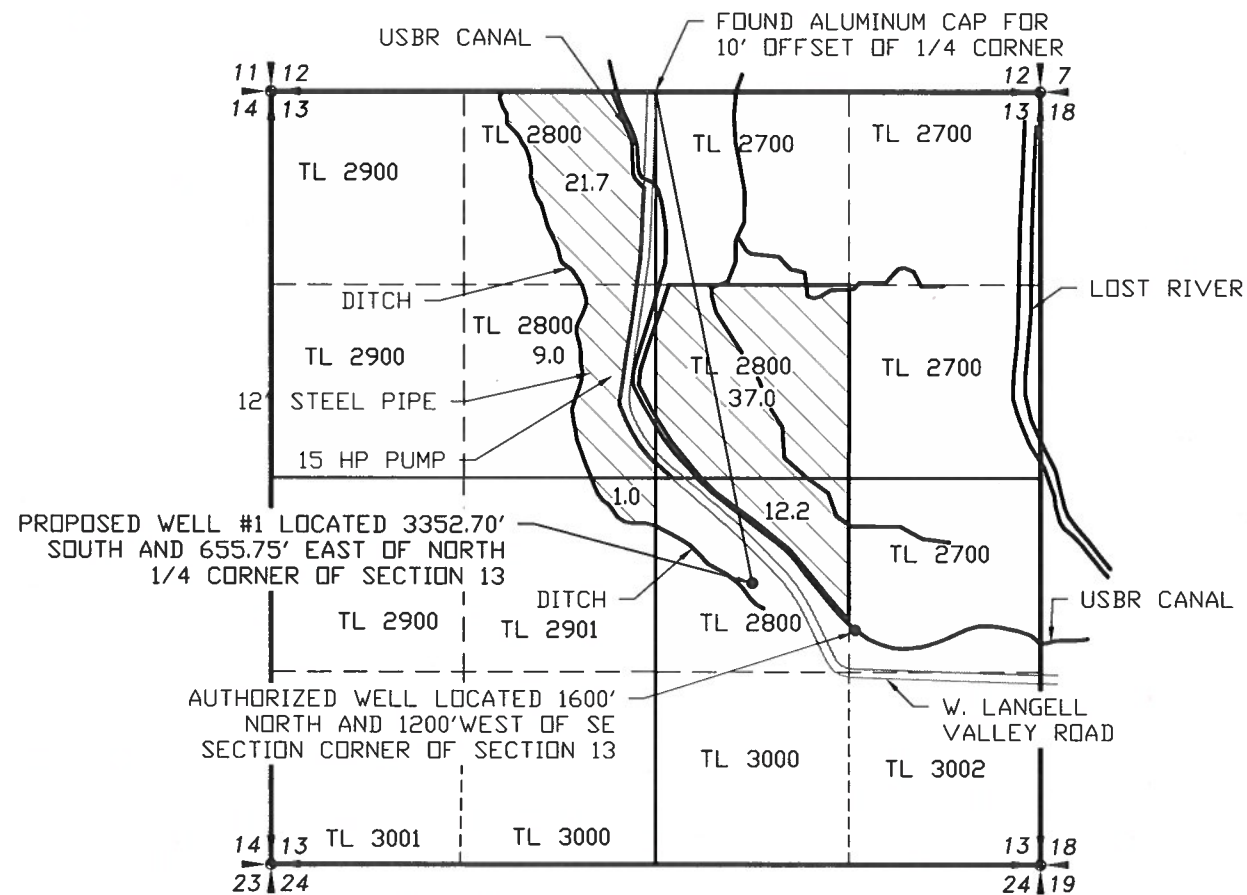 FOUND ALUMINUM CAP FOR
10' OFFSET OF 1/4 CORNER
USBR CANAL
11 12
14 13
12 7
13 18
TL 2800
21.7
TL 2700
TL 2700
TL 2900
DITCH
LOST RIVER
TL 2800
9.0
TL 2900
TL 2800
37.0
TL 2700
12' STEEL PIPE
15 HP PUMP
1.0
12.2
PROPOSED WELL #1 LOCATED 3352.70'
SOUTH AND 655.75' EAST OF NORTH
1/4 CORNER OF SECTION 13
TL 2700
DITCH
USBR CANAL
TL 2900
TL 2901
TL 2800
AUTHORIZED WELL LOCATED 1600'
NORTH AND 1200'WEST OF SE
SECTION CORNER OF SECTION 13
W. LANGELL
VALLEY ROAD
TL 3000
TL 3002
TL 3001
TL 3000
14 13
23 24
13 18
24 19